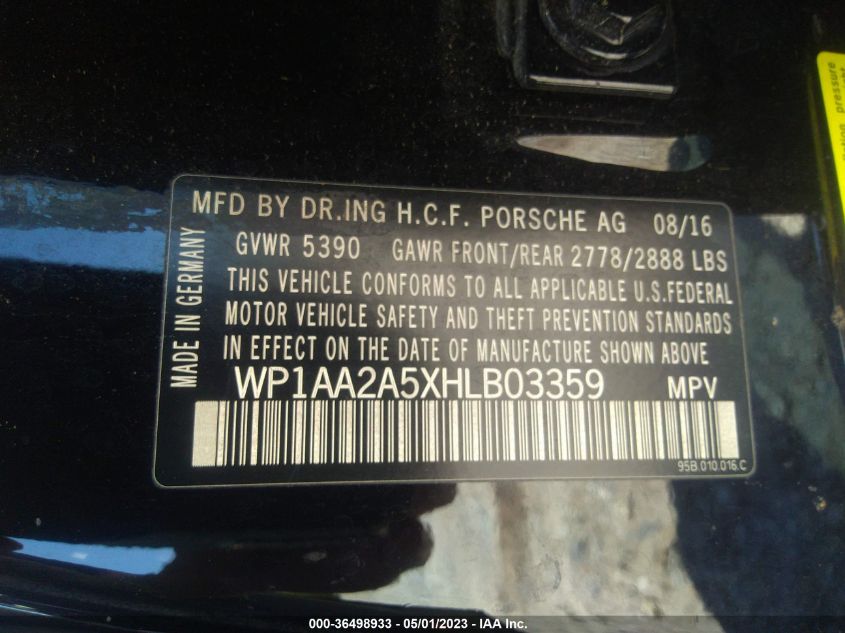 MFD BY DR.ING H.C.F. PORSCHE AG 08/16
GVWR 5390 GAWR FRONT/REAR 2778/2888 LBS
THIS VEHICLE CONFORMS TO ALL APPLICABLE U.S.FEDERAL
MOTOR VEHICLE SAFETY AND THEFT PREVENTION STANDARDS
IN EFFECT ON THE DATE OF MANUFACTURE SHOWN ABOVE
WP1AA2A5XHLB03359 MPV
95B.010.016.C
MADE IN GERMANY
pressure
000-36498933 - 05/01/2023 - IAA Inc.